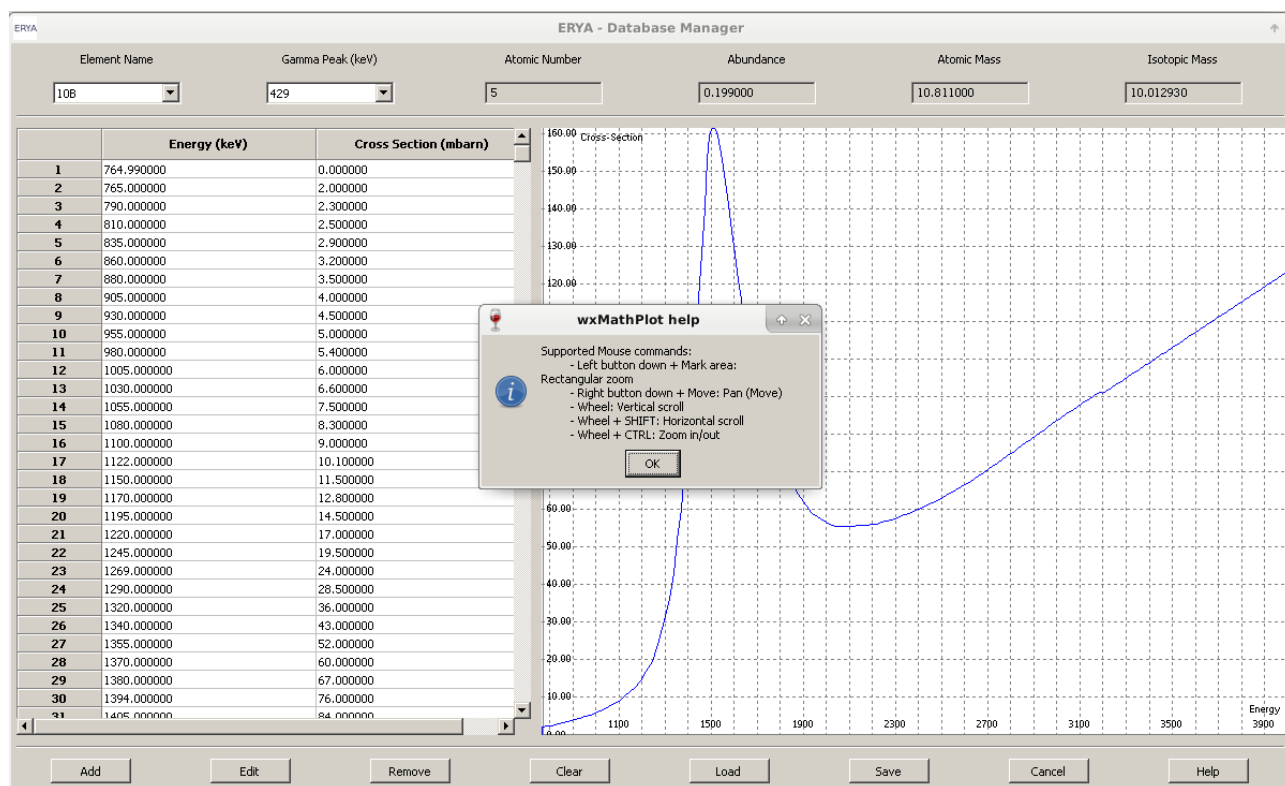 ERYA
ERYA - Database Manager
Element Name Gamma Peak (keV) Atomic Number Abundance Atomic Mass Isotopic Mass
10B 429 5 0.199000 10.811000 10.012930
Energy (keV) Cross Section (mbarn)
1 764.990000 0.000000
2 765.000000 2.000000
3 790.000000 2.300000
4 810.000000 2.500000
5 835.000000 2.900000
6 860.000000 3.200000
7 880.000000 3.500000
8 905.000000 4.000000
9 930.000000 4.500000
10 955.000000 5.000000
11 980.000000 5.400000
12 1005.000000 6.000000
13 1030.000000 6.600000
14 1055.000000 7.500000
15 1080.000000 8.300000
16 1100.000000 9.000000
17 1122.000000 10.100000
18 1150.000000 11.500000
19 1170.000000 12.800000
20 1195.000000 14.500000
21 1220.000000 17.000000
22 1245.000000 19.500000
23 1269.000000 24.000000
24 1290.000000 28.500000
25 1320.000000 36.000000
26 1340.000000 43.000000
27 1355.000000 52.000000
28 1370.000000 60.000000
29 1380.000000 67.000000
30 1394.000000 76.000000
31 1405.000000 84.000000
Cross-Section
160.00
150.00
140.00
130.00
120.00
60.00
50.00
40.00
30.00
20.00
10.00
0.00
Energy
1100 1500 1900 2300 2700 3100 3500 3900
wxMathPlot help
Supported Mouse commands:
- Left button down + Mark area:
Rectangular zoom
- Right button down + Move: Pan (Move)
- Wheel: Vertical scroll
- Wheel + SHIFT: Horizontal scroll
- Wheel + CTRL: Zoom in/out
OK
Add Edit Remove Clear Load Save Cancel Help